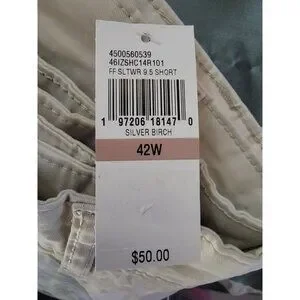 4500560539
46IZSHC14R101
FF SLTWR 9.5 SHORT
1 97206 18147 0
SILVER BIRCH
42W
$50.00